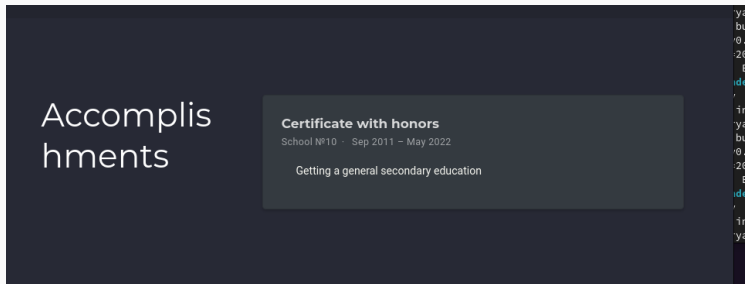 Accomplis
hments
Certificate with honors
School №10 · Sep 2011 – May 2022
Getting a general secondary education